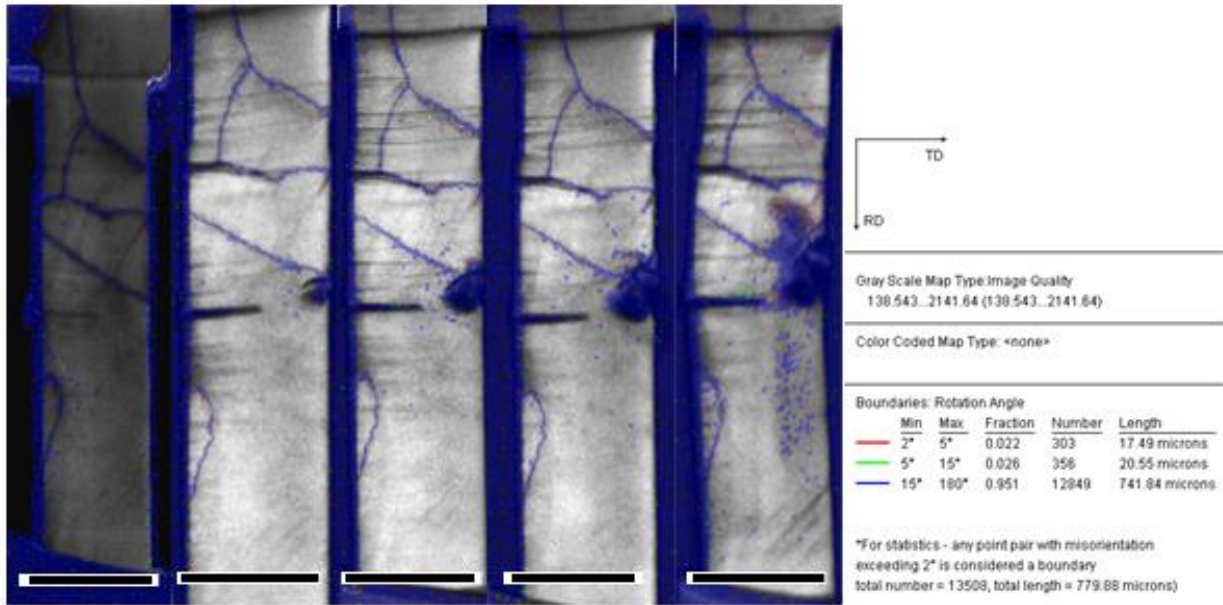 TD
RD
Gray Scale Map Type:Image Quality
138.543...2141.64 (138.543...2141.64)
Color Coded Map Type: <none>
Boundaries: Rotation Angle
Min Max Fraction Number Length
2° 5° 0.022 303 17.49 microns
5° 15° 0.026 356 20.55 microns
15° 180° 0.951 12849 741.84 microns
*For statistics - any point pair with misorientation
exceeding 2° is considered a boundary
total number = 13508, total length = 779.88 microns)